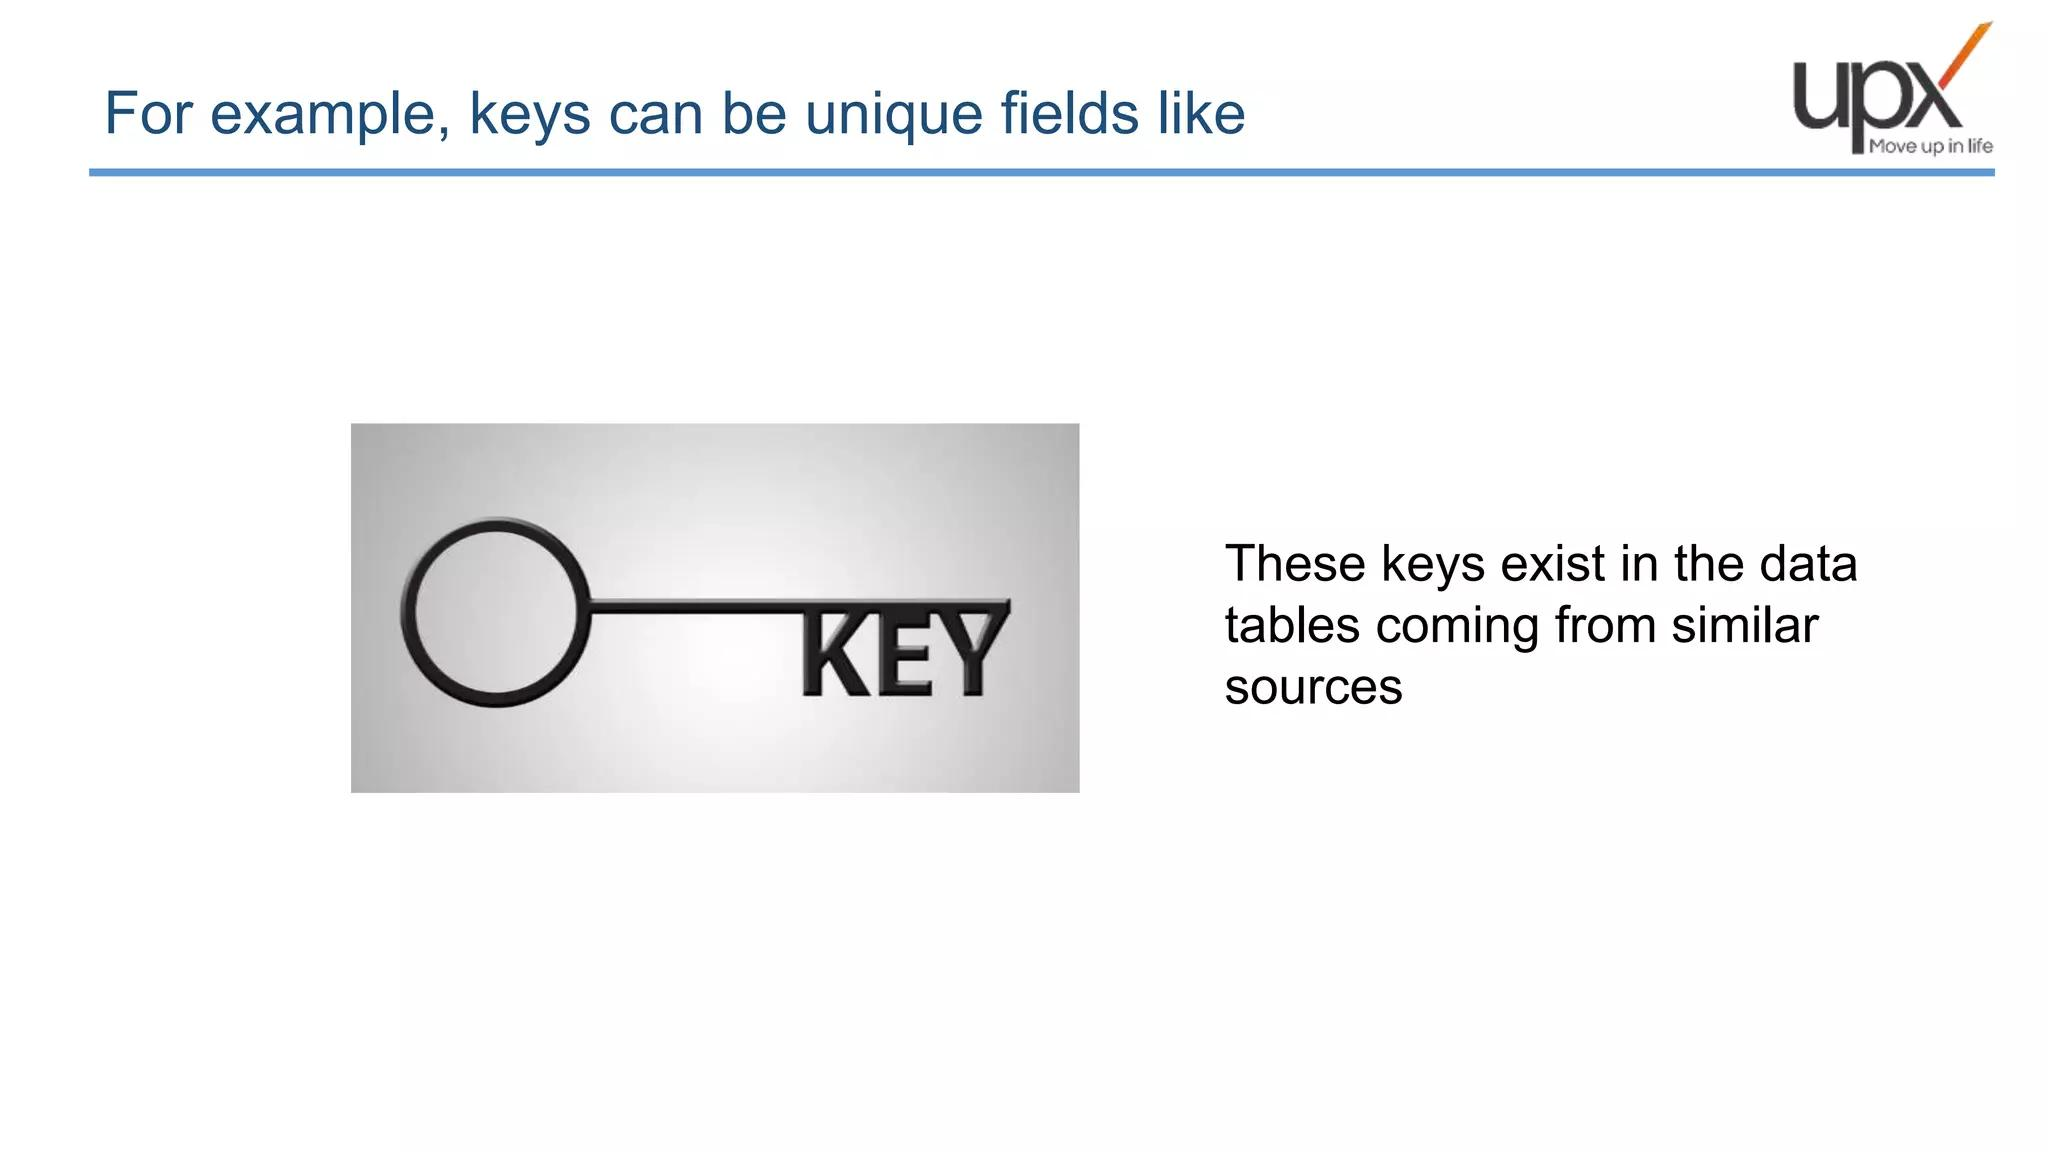 For example, keys can be unique fields like
upx
Move up in life
KEY
These keys exist in the data
tables coming from similar
sources